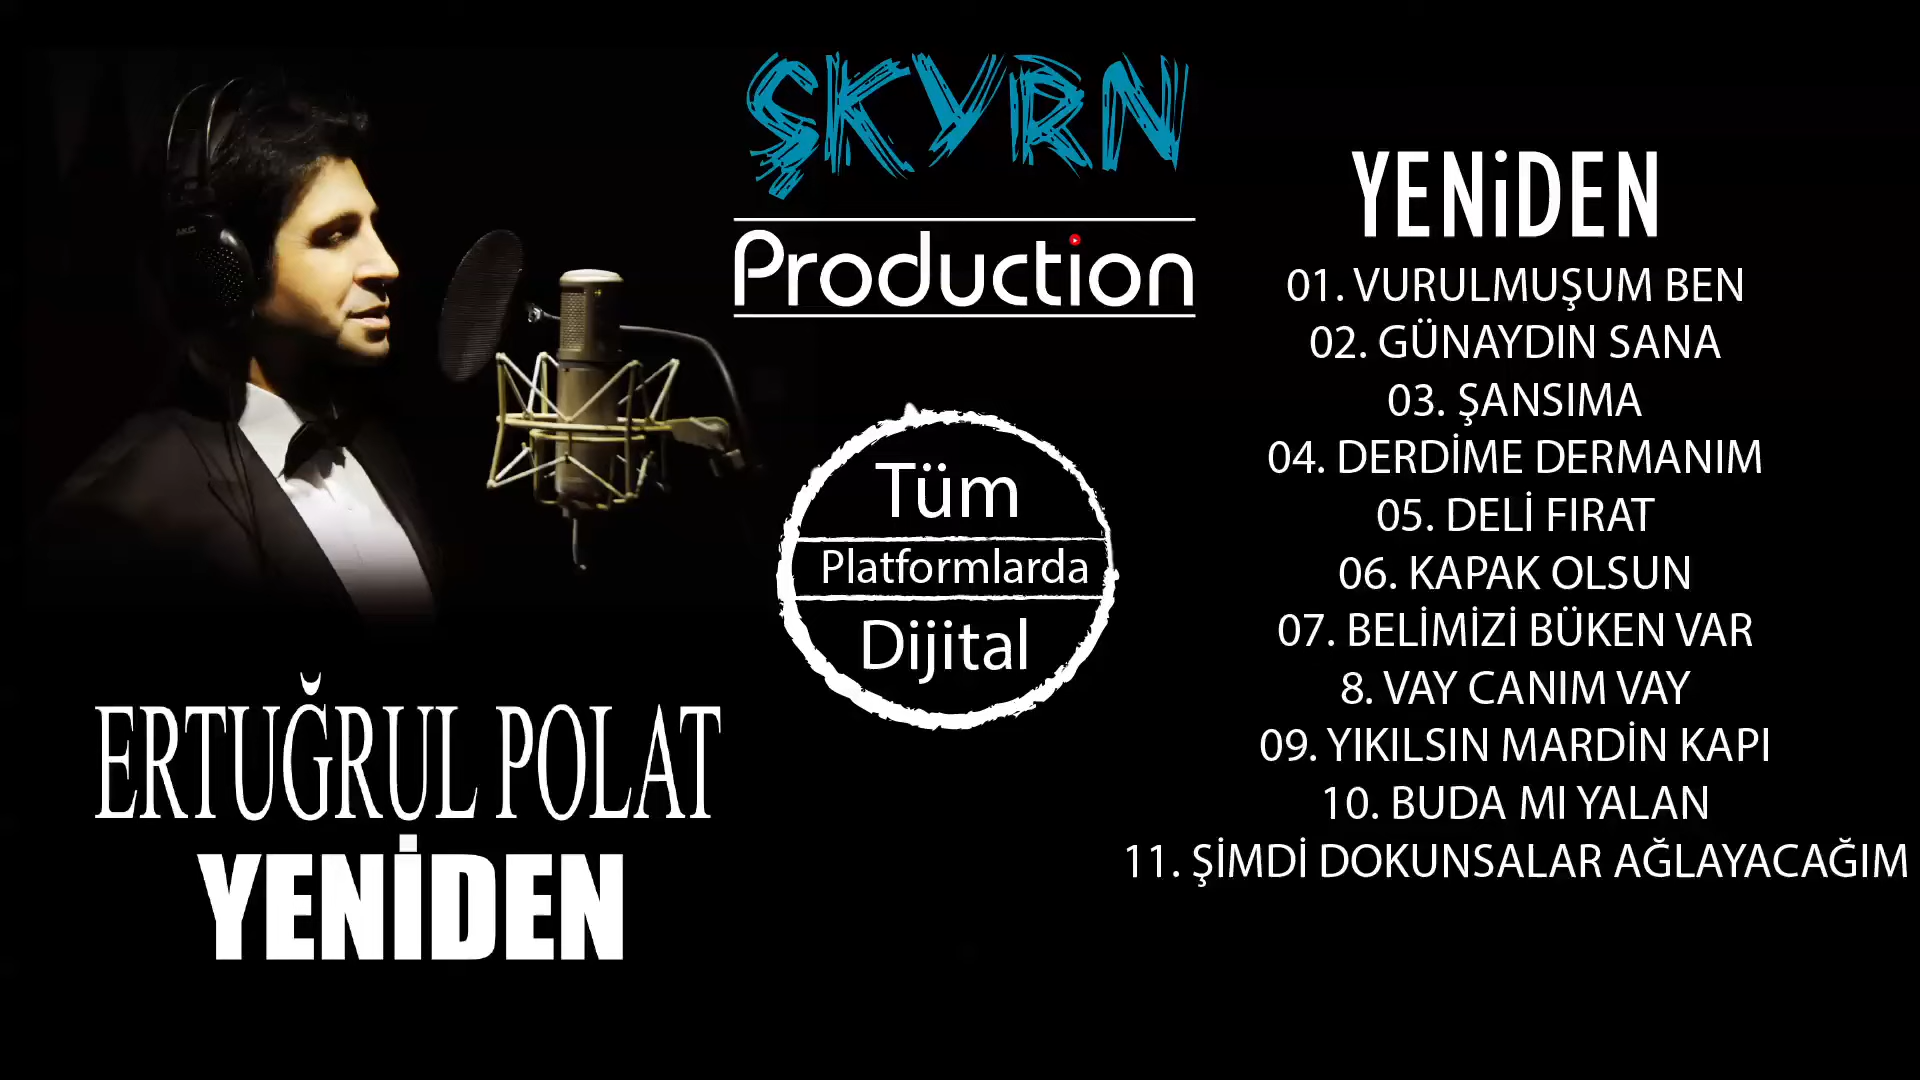 ŞKYRN
Production
AKG
Tüm
Platformlarda
Dijital
ERTUĞRUL POLAT
YENİDEN
YENiDEN
01. VURULMUŞUM BEN
02. GÜNAYDIN SANA
03. ŞANSIMA
04. DERDİME DERMANIM
05. DELİ FIRAT
06. KAPAK OLSUN
07. BELİMİZİ BÜKEN VAR
8. VAY CANIM VAY
09. YIKILSIN MARDİN KAPI
10. BUDA MI YALAN
11. ŞİMDİ DOKUNSALAR AĞLAYACAĞIM